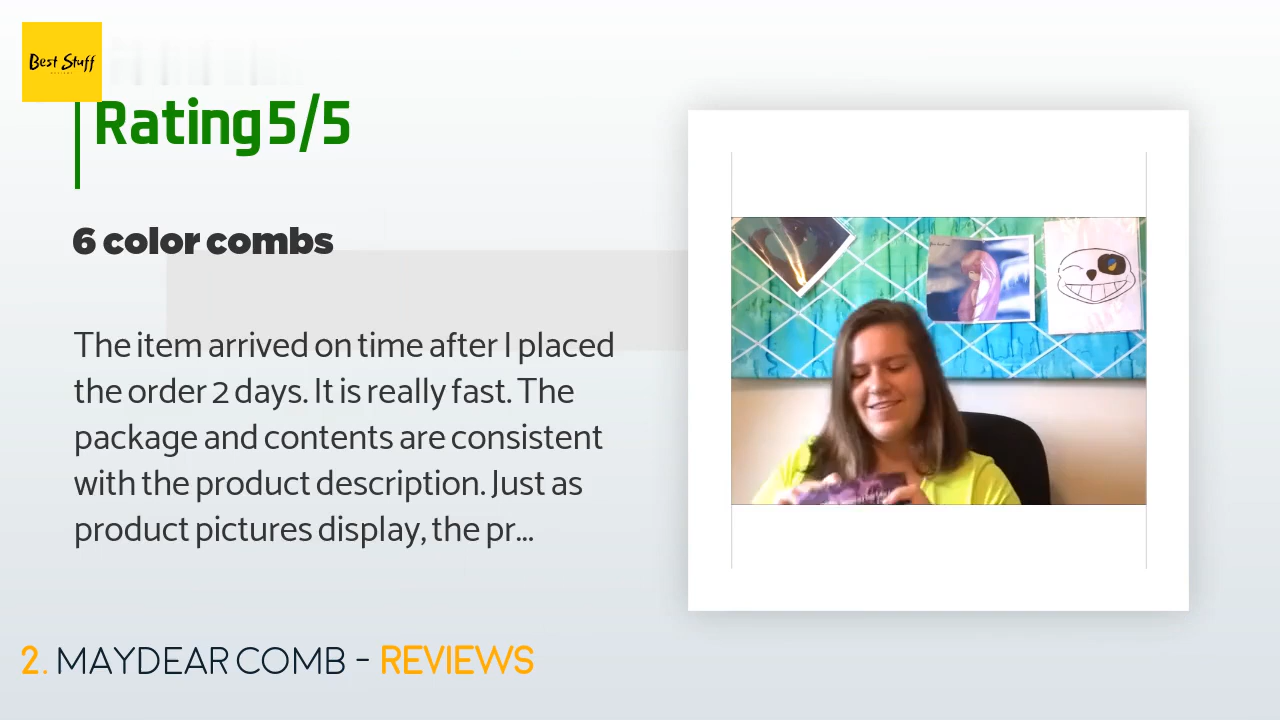 Best Stuff
Rating 5/5
6 color combs
The item arrived on time after I placed
the order 2 days. It is really fast. The
package and contents are consistent
with the product description. Just as
product pictures display, the pr...
2. MAYDEAR COMB - REVIEWS